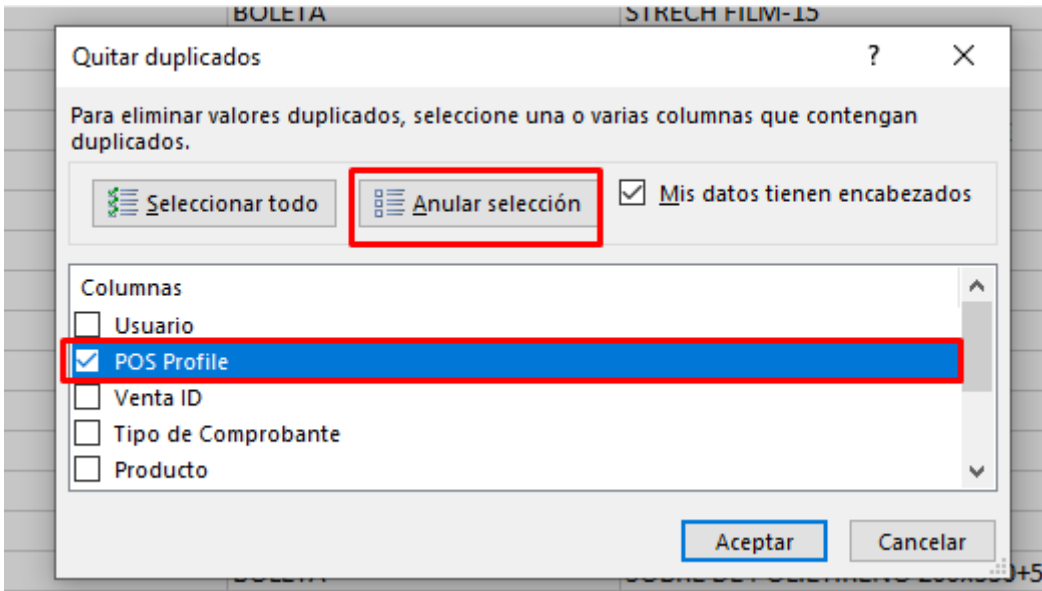 BOLETA STRECH FILM-15
Quitar duplicados ?
Para eliminar valores duplicados, seleccione una o varias columnas que contengan
duplicados.
Seleccionar todo Anular selección Mis datos tienen encabezados
Columnas
Usuario
POS Profile
Venta ID
Tipo de Comprobante
Producto
Aceptar Cancelar